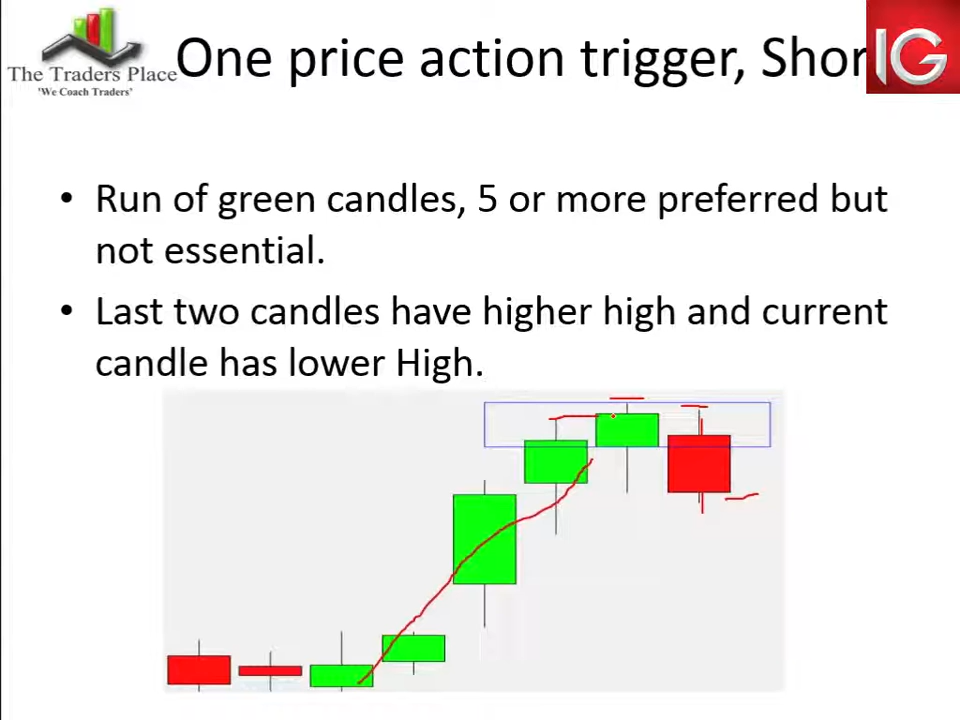 One price action trigger, Shor
IG
The Traders Place
'We Coach Traders'
• Run of green candles, 5 or more preferred but
not essential.
• Last two candles have higher high and current
candle has lower High.